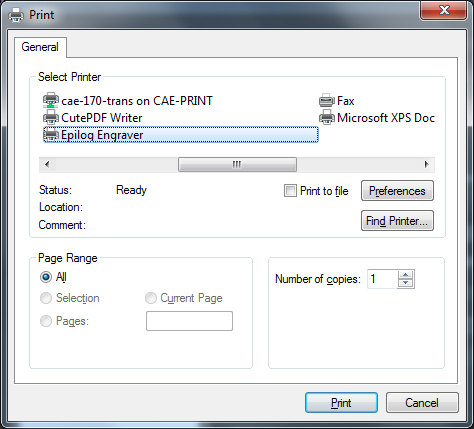 Print
General
Select Printer
cae-170-trans on CAE-PRINT
Fax
CutePDF Writer
Microsoft XPS Doc
Epilog Engraver
Status: Ready
Print to file
Preferences
Location:
Comment:
Find Printer...
Page Range
All
Selection
Current Page
Pages:
Number of copies: 1
Print
Cancel